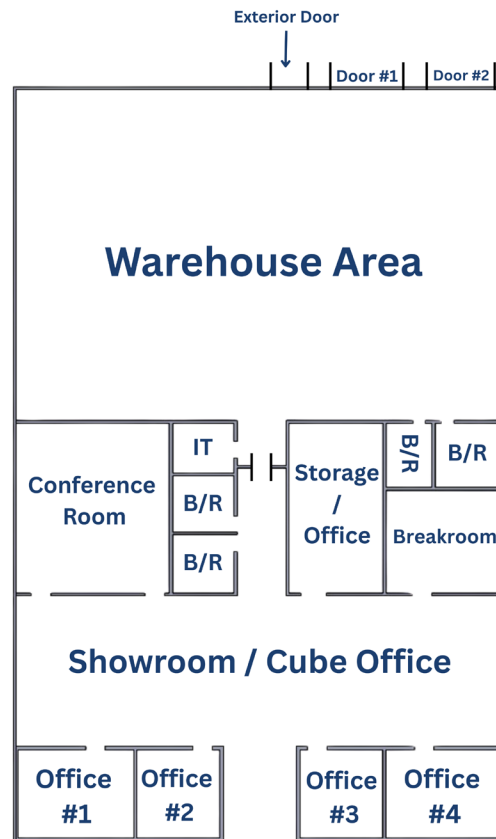 Exterior Door
Door #1
Door #2
Warehouse Area
IT
B/R
B/R
Conference
Room
B/R
B/R
Storage
/
Office
Breakroom
Showroom / Cube Office
Office
#1
Office
#2
Office
#3
Office
#4